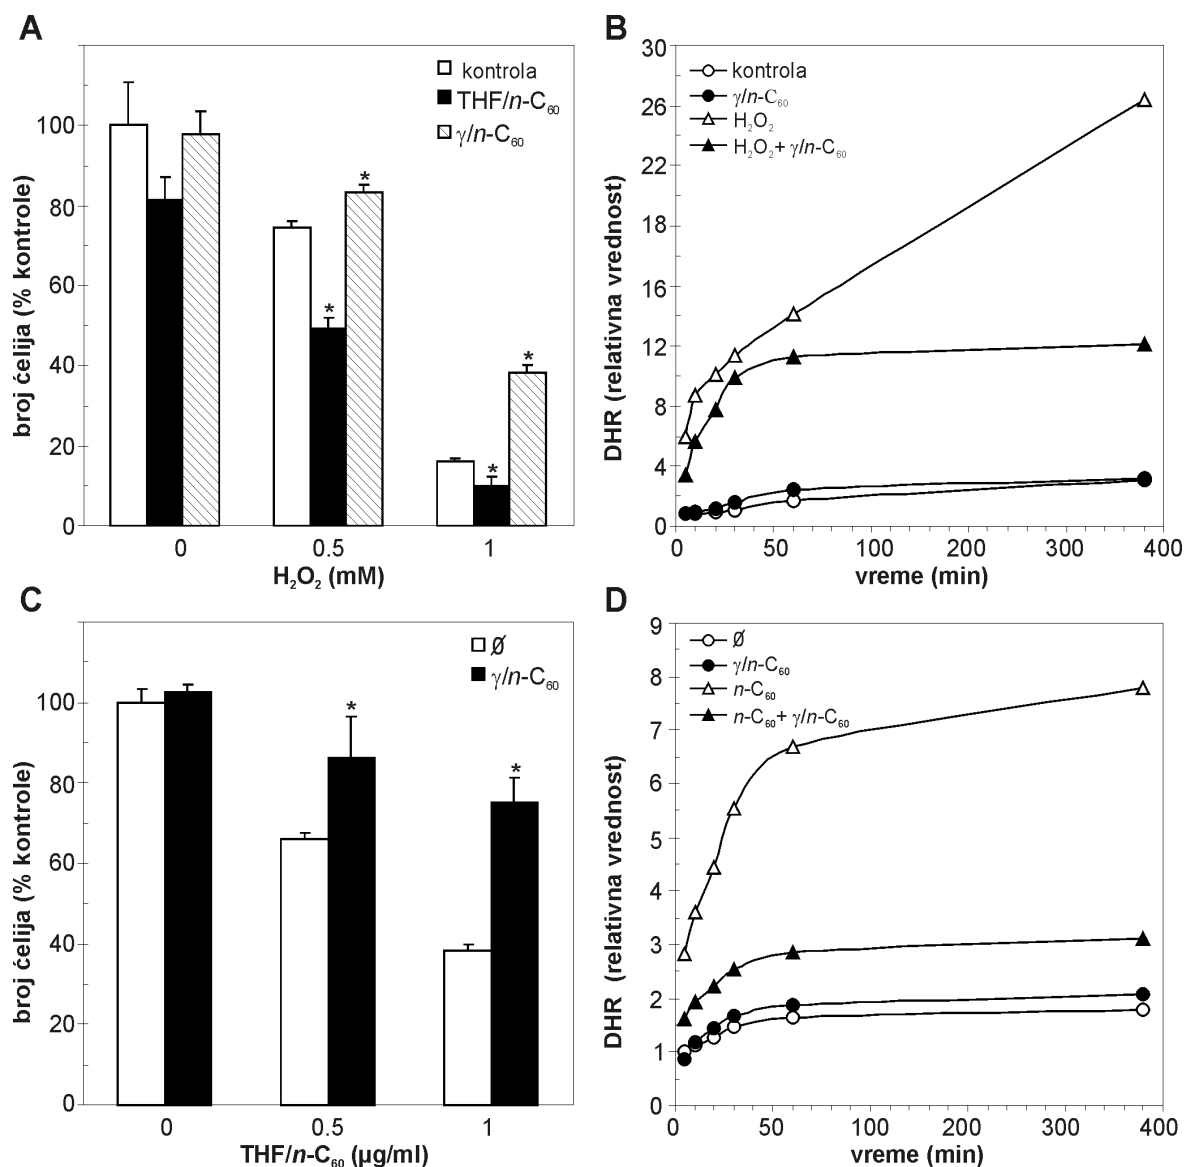 A
kontrola
THF/n-C₆₀
γ/n-C₆₀
broj ćelija (% kontrole)
100
80
60
40
20
0
*
*
*
*
0
0.5
1
H₂O₂ (mM)
B
kontrola
γ/n-C₆₀
H₂O₂
H₂O₂+ γ/n-C₆₀
DHR (relativna vrednost)
30
26
22
18
16
12
8
4
0
0
50
100
200
300
400
vreme (min)
C
Ø
γ/n-C₆₀
broj ćelija (% kontrole)
100
80
60
40
20
0
*
*
0
0.5
1
THF/n-C₆₀ (µg/ml)
D
Ø
γ/n-C₆₀
n-C₆₀
n-C₆₀+ γ/n-C₆₀
DHR (relativna vrednost)
9
8
7
6
5
4
3
2
1
0
0
50
100
200
300
400
vreme (min)